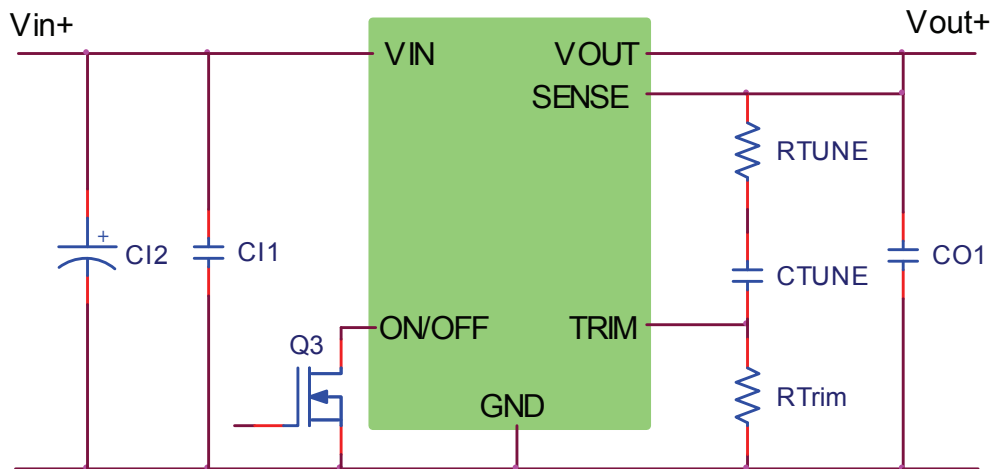 Vin+
Vout+
VIN
VOUT
SENSE
RTUNE
+
CI2
CI1
CTUNE
CO1
ON/OFF
TRIM
Q3
RTrim
GND